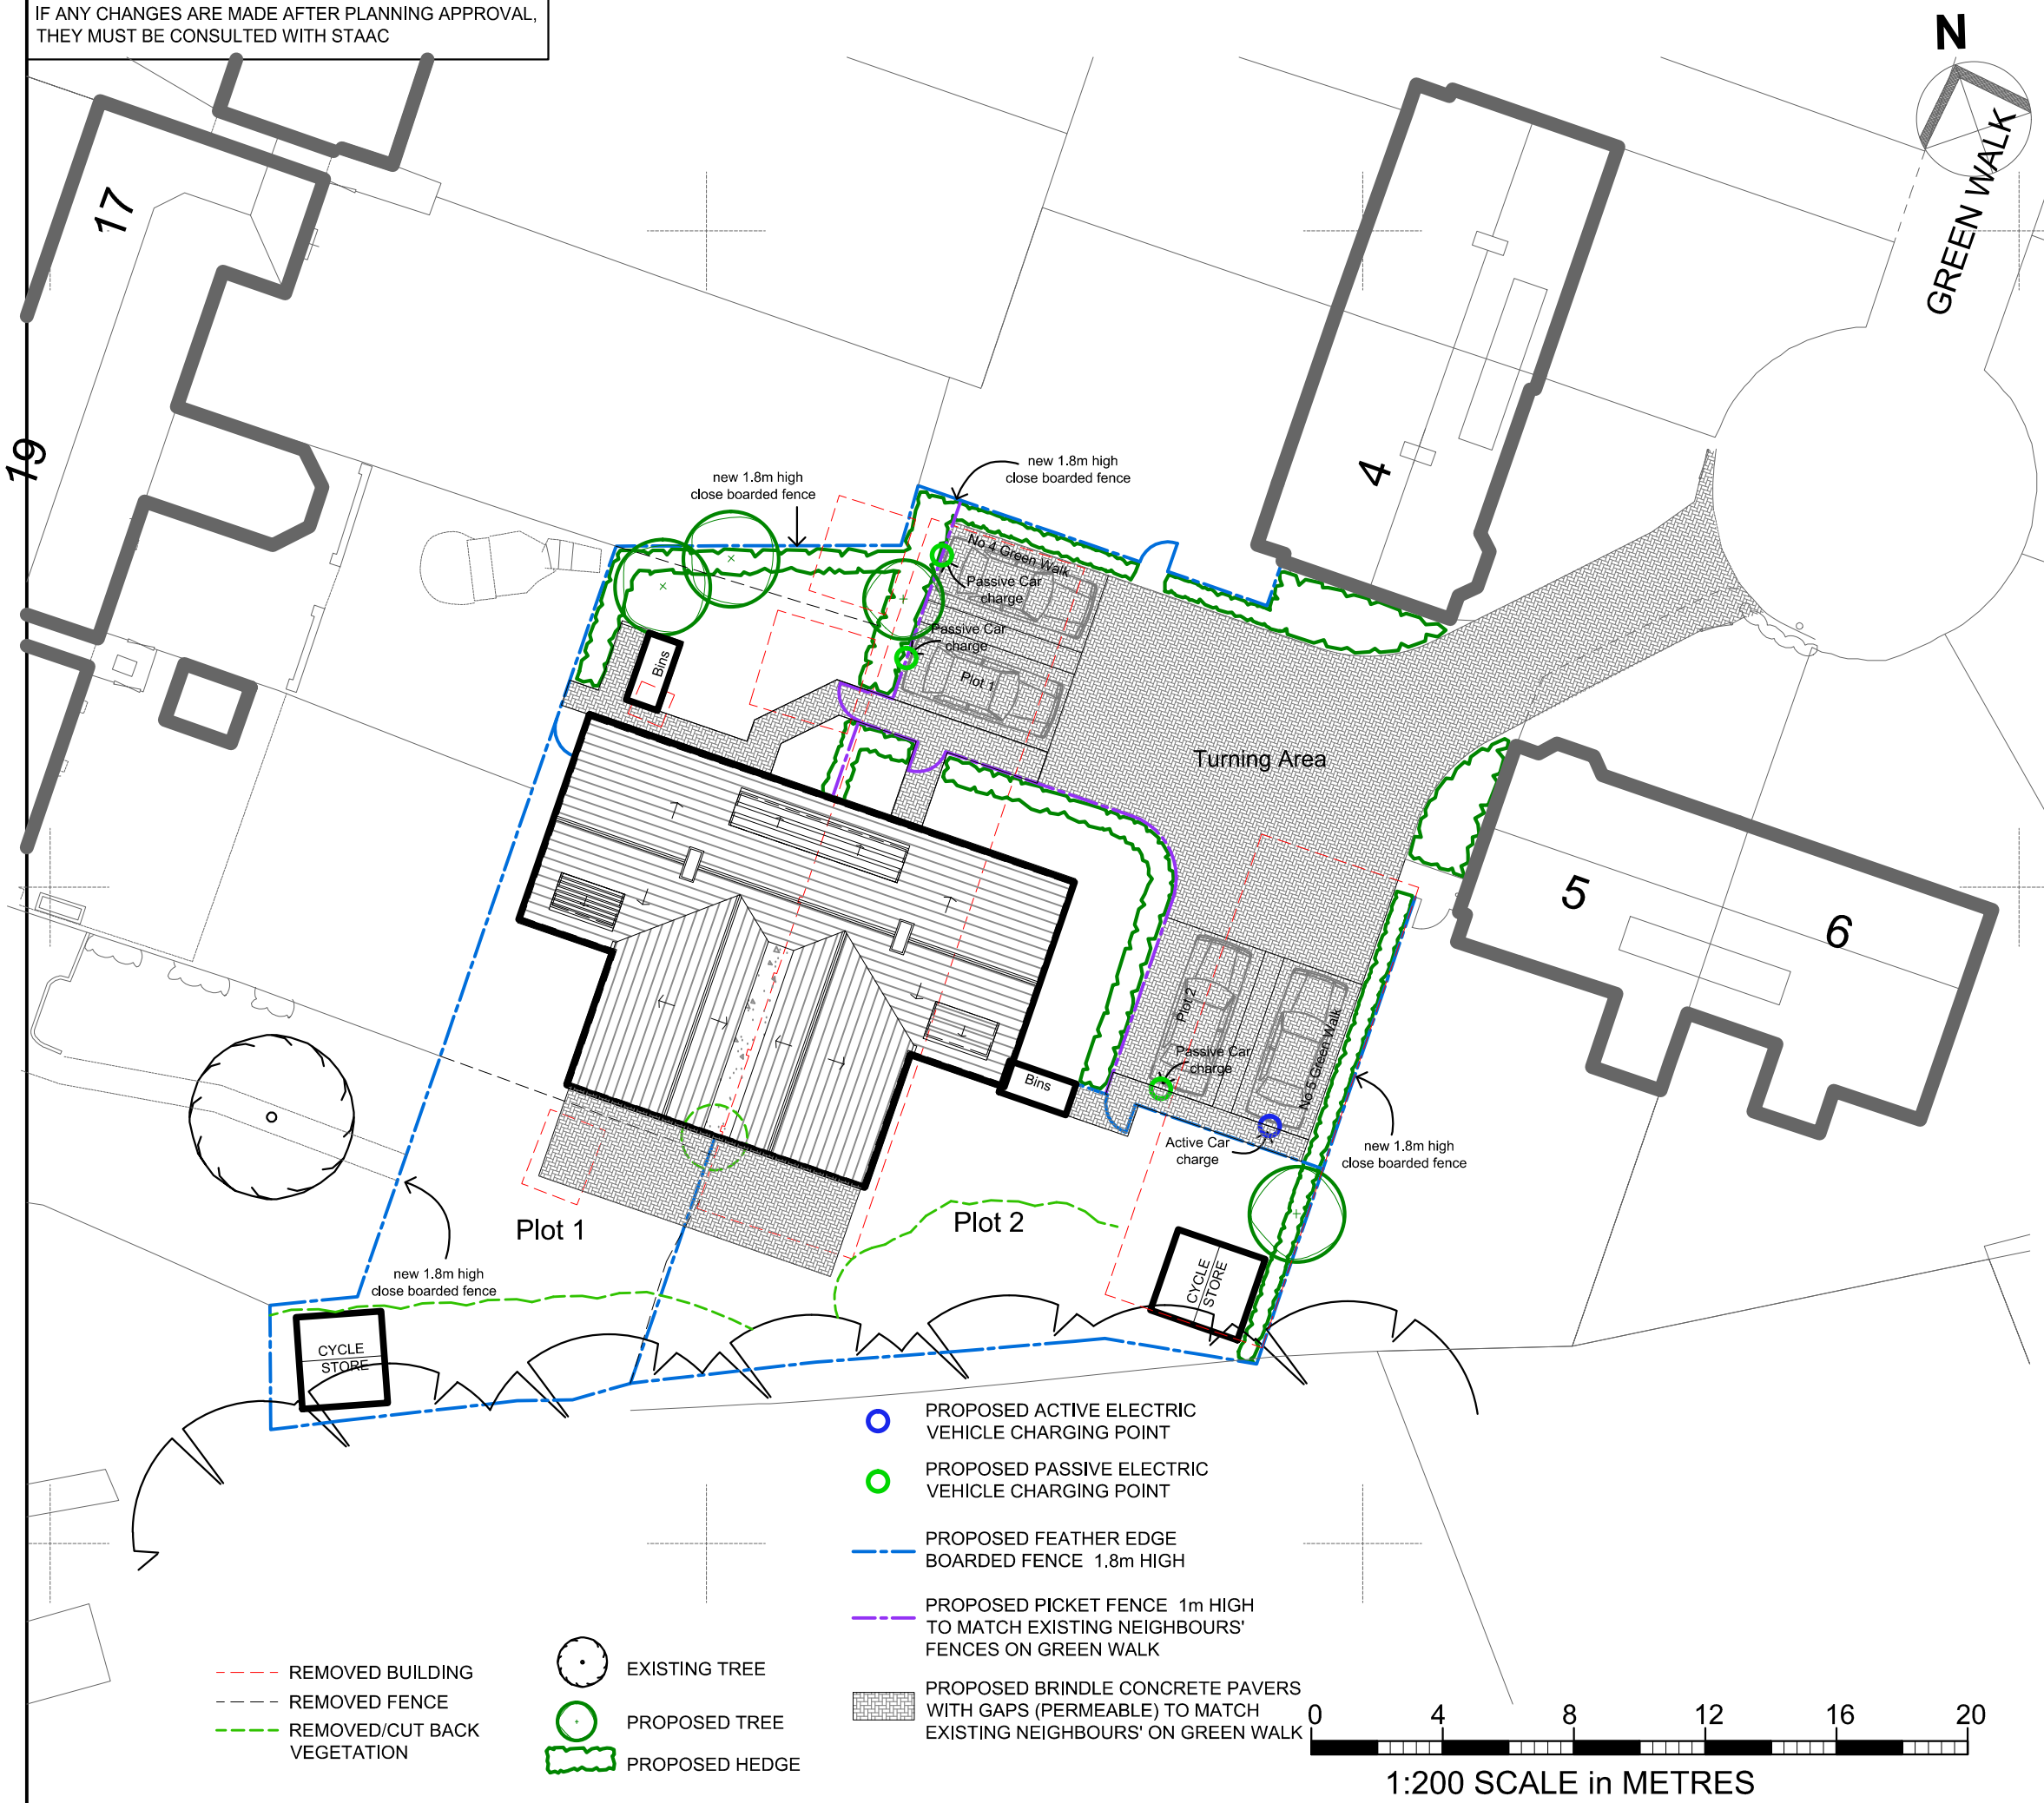 IF ANY CHANGES ARE MADE AFTER PLANNING APPROVAL,
THEY MUST BE CONSULTED WITH STAAC
N
GREEN WALK
17
19
4
new 1.8m high
close boarded fence
new 1.8m high
close boarded fence
No 4 Green Walk
Passive Car
charge
Passive Car
charge
Plot 1
Bins
Turning Area
5
6
Plot 2
Passive Car
charge
No 5 Green Walk
Bins
Active Car
charge
new 1.8m high
close boarded fence
Plot 1
Plot 2
new 1.8m high
close boarded fence
CYCLE
STORE
CYCLE
STORE
PROPOSED ACTIVE ELECTRIC
VEHICLE CHARGING POINT
PROPOSED PASSIVE ELECTRIC
VEHICLE CHARGING POINT
PROPOSED FEATHER EDGE
BOARDED FENCE 1.8m HIGH
PROPOSED PICKET FENCE 1m HIGH
TO MATCH EXISTING NEIGHBOURS'
FENCES ON GREEN WALK
PROPOSED BRINDLE CONCRETE PAVERS
WITH GAPS (PERMEABLE) TO MATCH
EXISTING NEIGHBOURS' ON GREEN WALK
REMOVED BUILDING
REMOVED FENCE
REMOVED/CUT BACK
VEGETATION
EXISTING TREE
PROPOSED TREE
PROPOSED HEDGE
0 4 8 12 16 20
1:200 SCALE in METRES